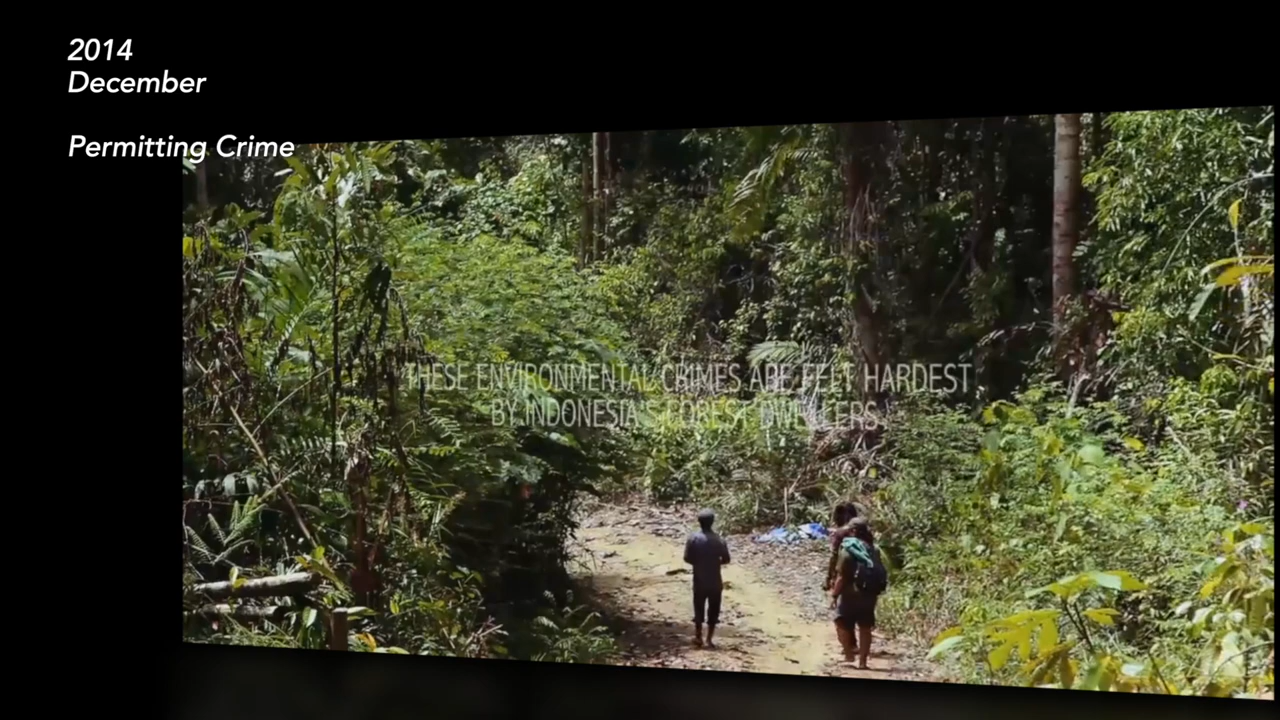 2014
December
Permitting Crime
THESE ENVIRONMENTAL CRIMES ARE FELT HARDEST
BY INDONESIA'S FOREST DWELLERS